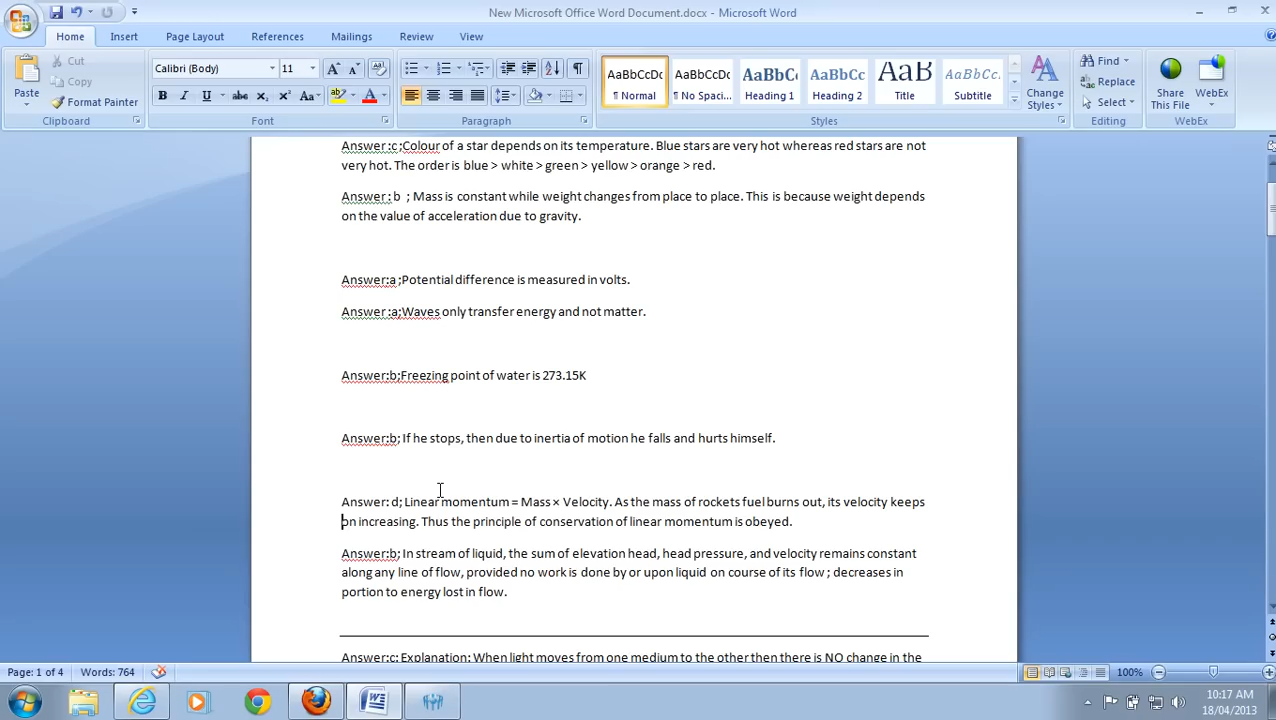 New Microsoft Office Word Document.docx - Microsoft Word
Home Insert Page Layout References Mailings Review View
Paste
Cut
Copy
Format Painter
Clipboard
Calibri (Body) 11
B I U abc x₂ x² Aa
Font
Paragraph
AaBbCcDc AaBbCcDc AaBbCc AaBbCc AaB AaBbCc.
¶ Normal ¶ No Spaci... Heading 1 Heading 2 Title Subtitle
Change Styles
Styles
Find
Replace
Select
Editing
Share This File
WebEx
WebEx
Answer:c ;Colour of a star depends on its temperature. Blue stars are very hot whereas red stars are not
very hot. The order is blue > white > green > yellow > orange > red.
Answer: b ; Mass is constant while weight changes from place to place. This is because weight depends
on the value of acceleration due to gravity.
Answer:a ;Potential difference is measured in volts.
Answer :a;Waves only transfer energy and not matter.
Answer:b;Freezing point of water is 273.15K
Answer:b; If he stops, then due to inertia of motion he falls and hurts himself.
Answer: d; Linear momentum = Mass × Velocity. As the mass of rockets fuel burns out, its velocity keeps
on increasing. Thus the principle of conservation of linear momentum is obeyed.
Answer:b; In stream of liquid, the sum of elevation head, head pressure, and velocity remains constant
along any line of flow, provided no work is done by or upon liquid on course of its flow ; decreases in
portion to energy lost in flow.
Answer:c; Explanation: When light moves from one medium to the other then there is NO change in the
Page: 1 of 4 Words: 764 100%
10:17 AM
18/04/2013